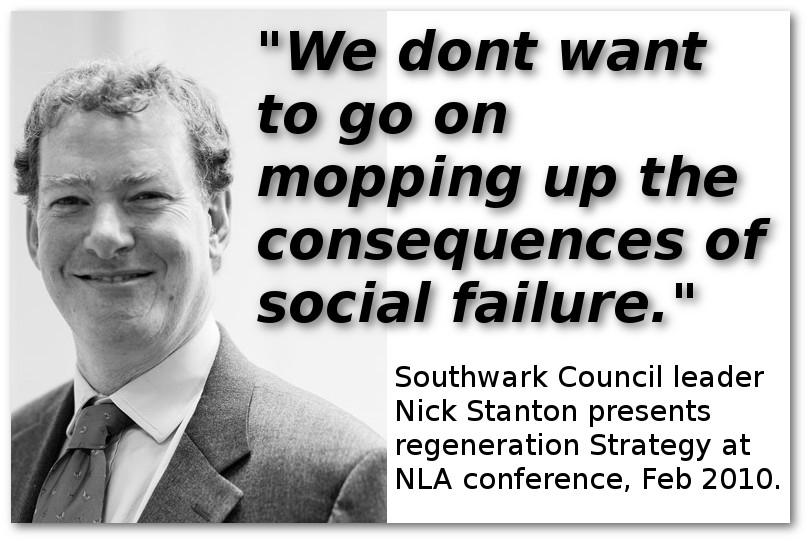 "We dont want
to go on
mopping up the
consequences of
social failure."
Southwark Council leader
Nick Stanton presents
regeneration Strategy at
NLA conference, Feb 2010.